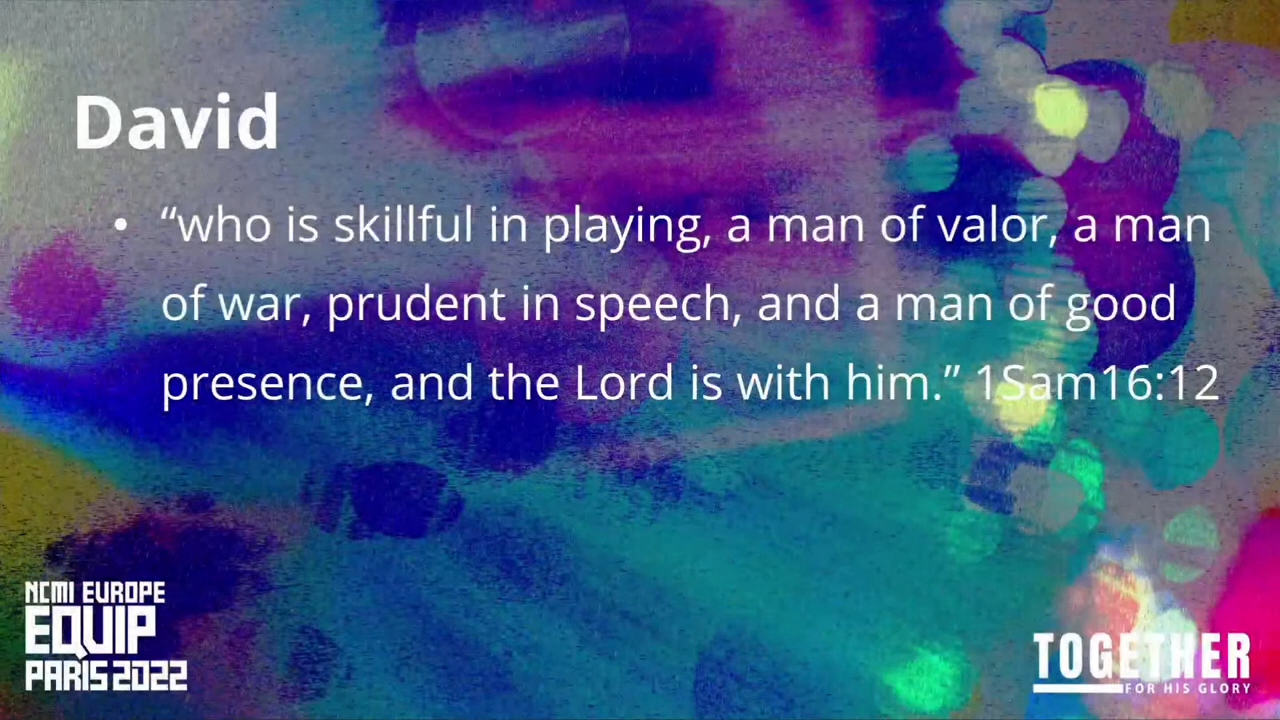 David
• “who is skillful in playing, a man of valor, a man
of war, prudent in speech, and a man of good
presence, and the Lord is with him.” 1Sam16:12
NCMI EUROPE
EQUIP
PARIS 2022
TOGETHER
FOR HIS GLORY